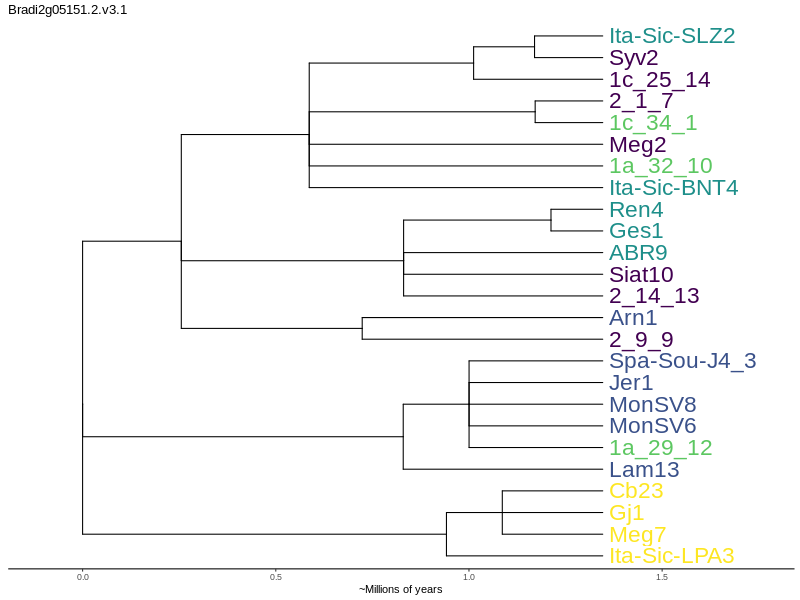 Bradi2g05151.2.v3.1
Ita-Sic-SLZ2
Syv2
1c_25_14
2_1_7
1c_34_1
Meg2
1a_32_10
Ita-Sic-BNT4
Ren4
Ges1
ABR9
Siat10
2_14_13
Arn1
2_9_9
Spa-Sou-J4_3
Jer1
MonSV8
MonSV6
1a_29_12
Lam13
Cb23
Gj1
Meg7
Ita-Sic-LPA3
0.0 0.5 1.0 1.5
~Millions of years